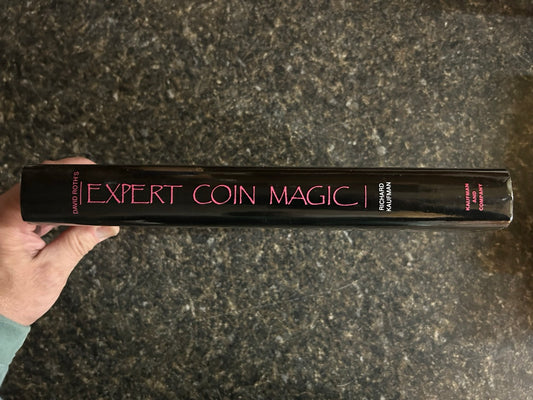 DAVID ROTH'S
EXPERT COIN MAGIC
RICHARD
KAUFMAN
KAUFMAN
AND
COMPANY